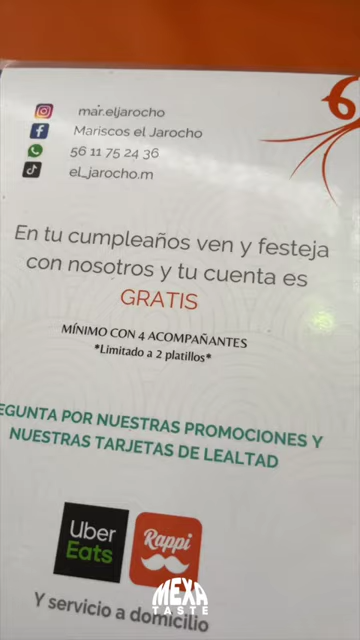 mar.eljarocho
Mariscos el Jarocho
56 11 75 24 36
el_jarocho.m
En tu cumpleaños ven y festeja
con nosotros y tu cuenta es
GRATIS
MÍNIMO CON 4 ACOMPAÑANTES
*Limitado a 2 platillos*
EGUNTA POR NUESTRAS PROMOCIONES Y
NUESTRAS TARJETAS DE LEALTAD
Uber
Eats
Rappi
Y servicio a domicilio
MEXA
TASTE